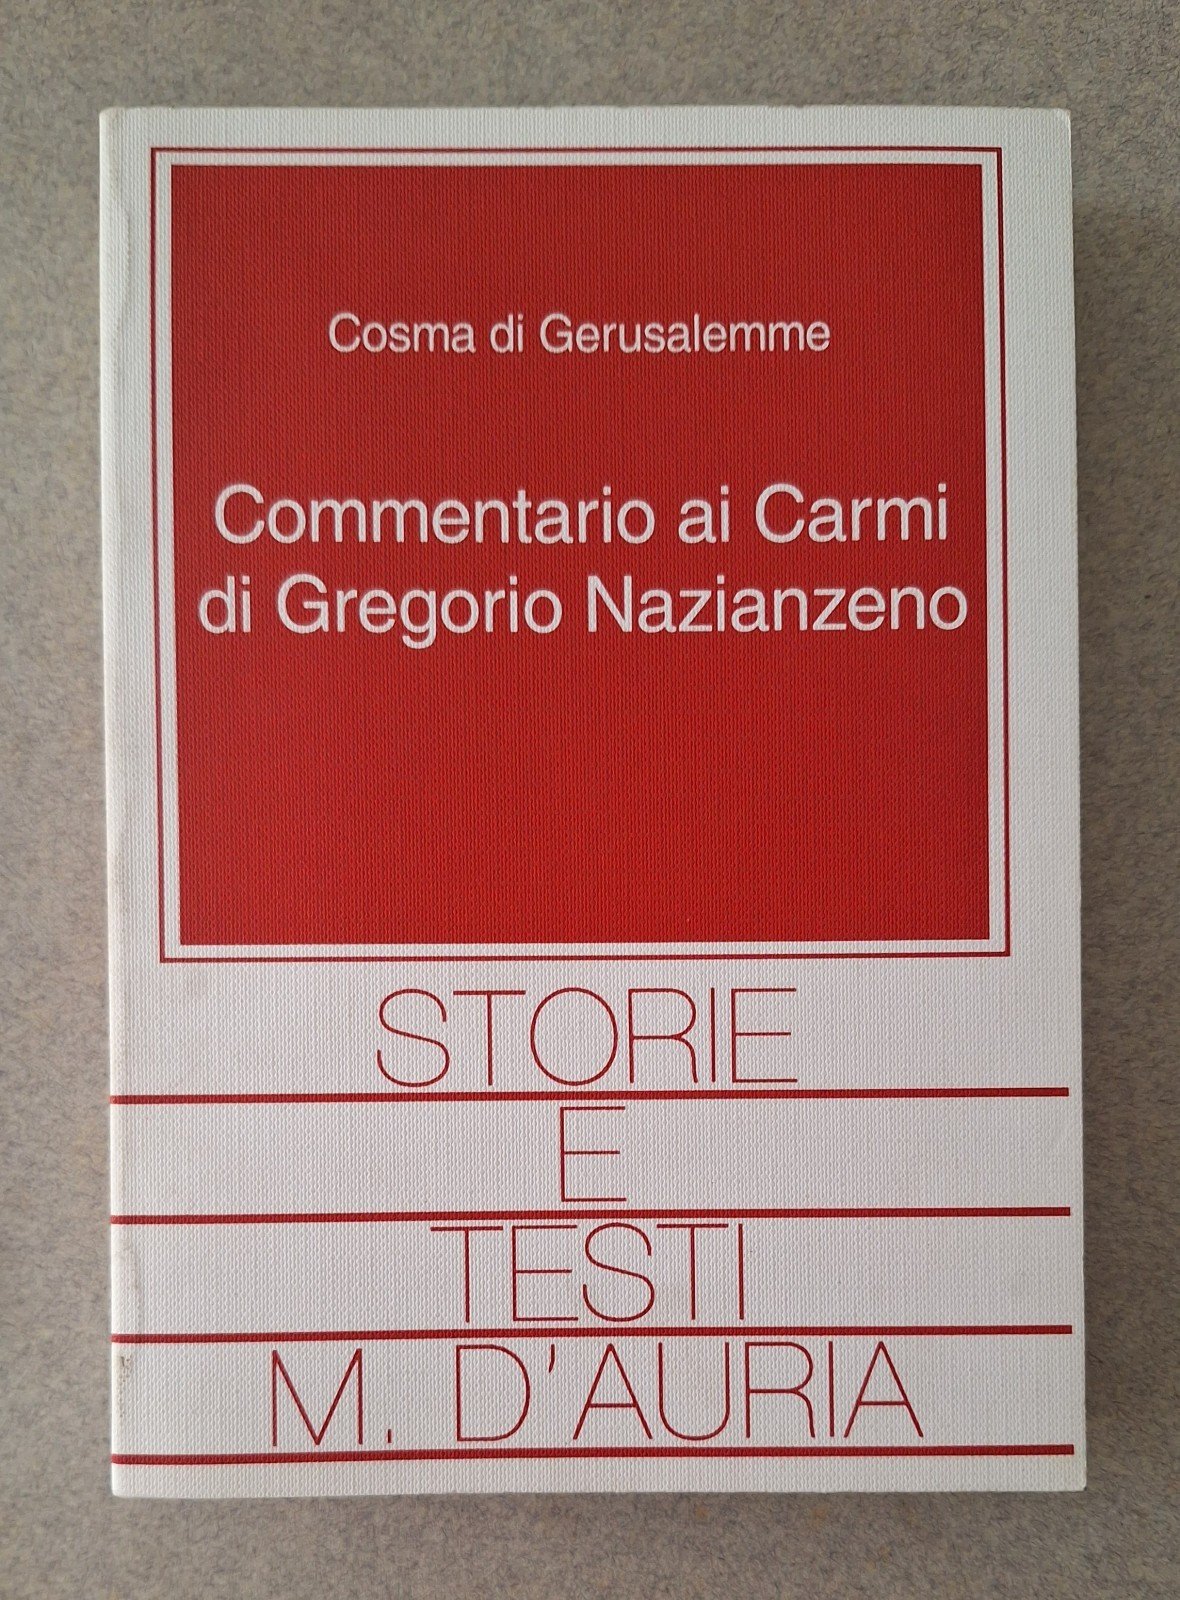 Cosma di Gerusalemme
Commentario ai Carmi
di Gregorio Nazianzeno
STORIE
E
TESTI
M. D'AURIA